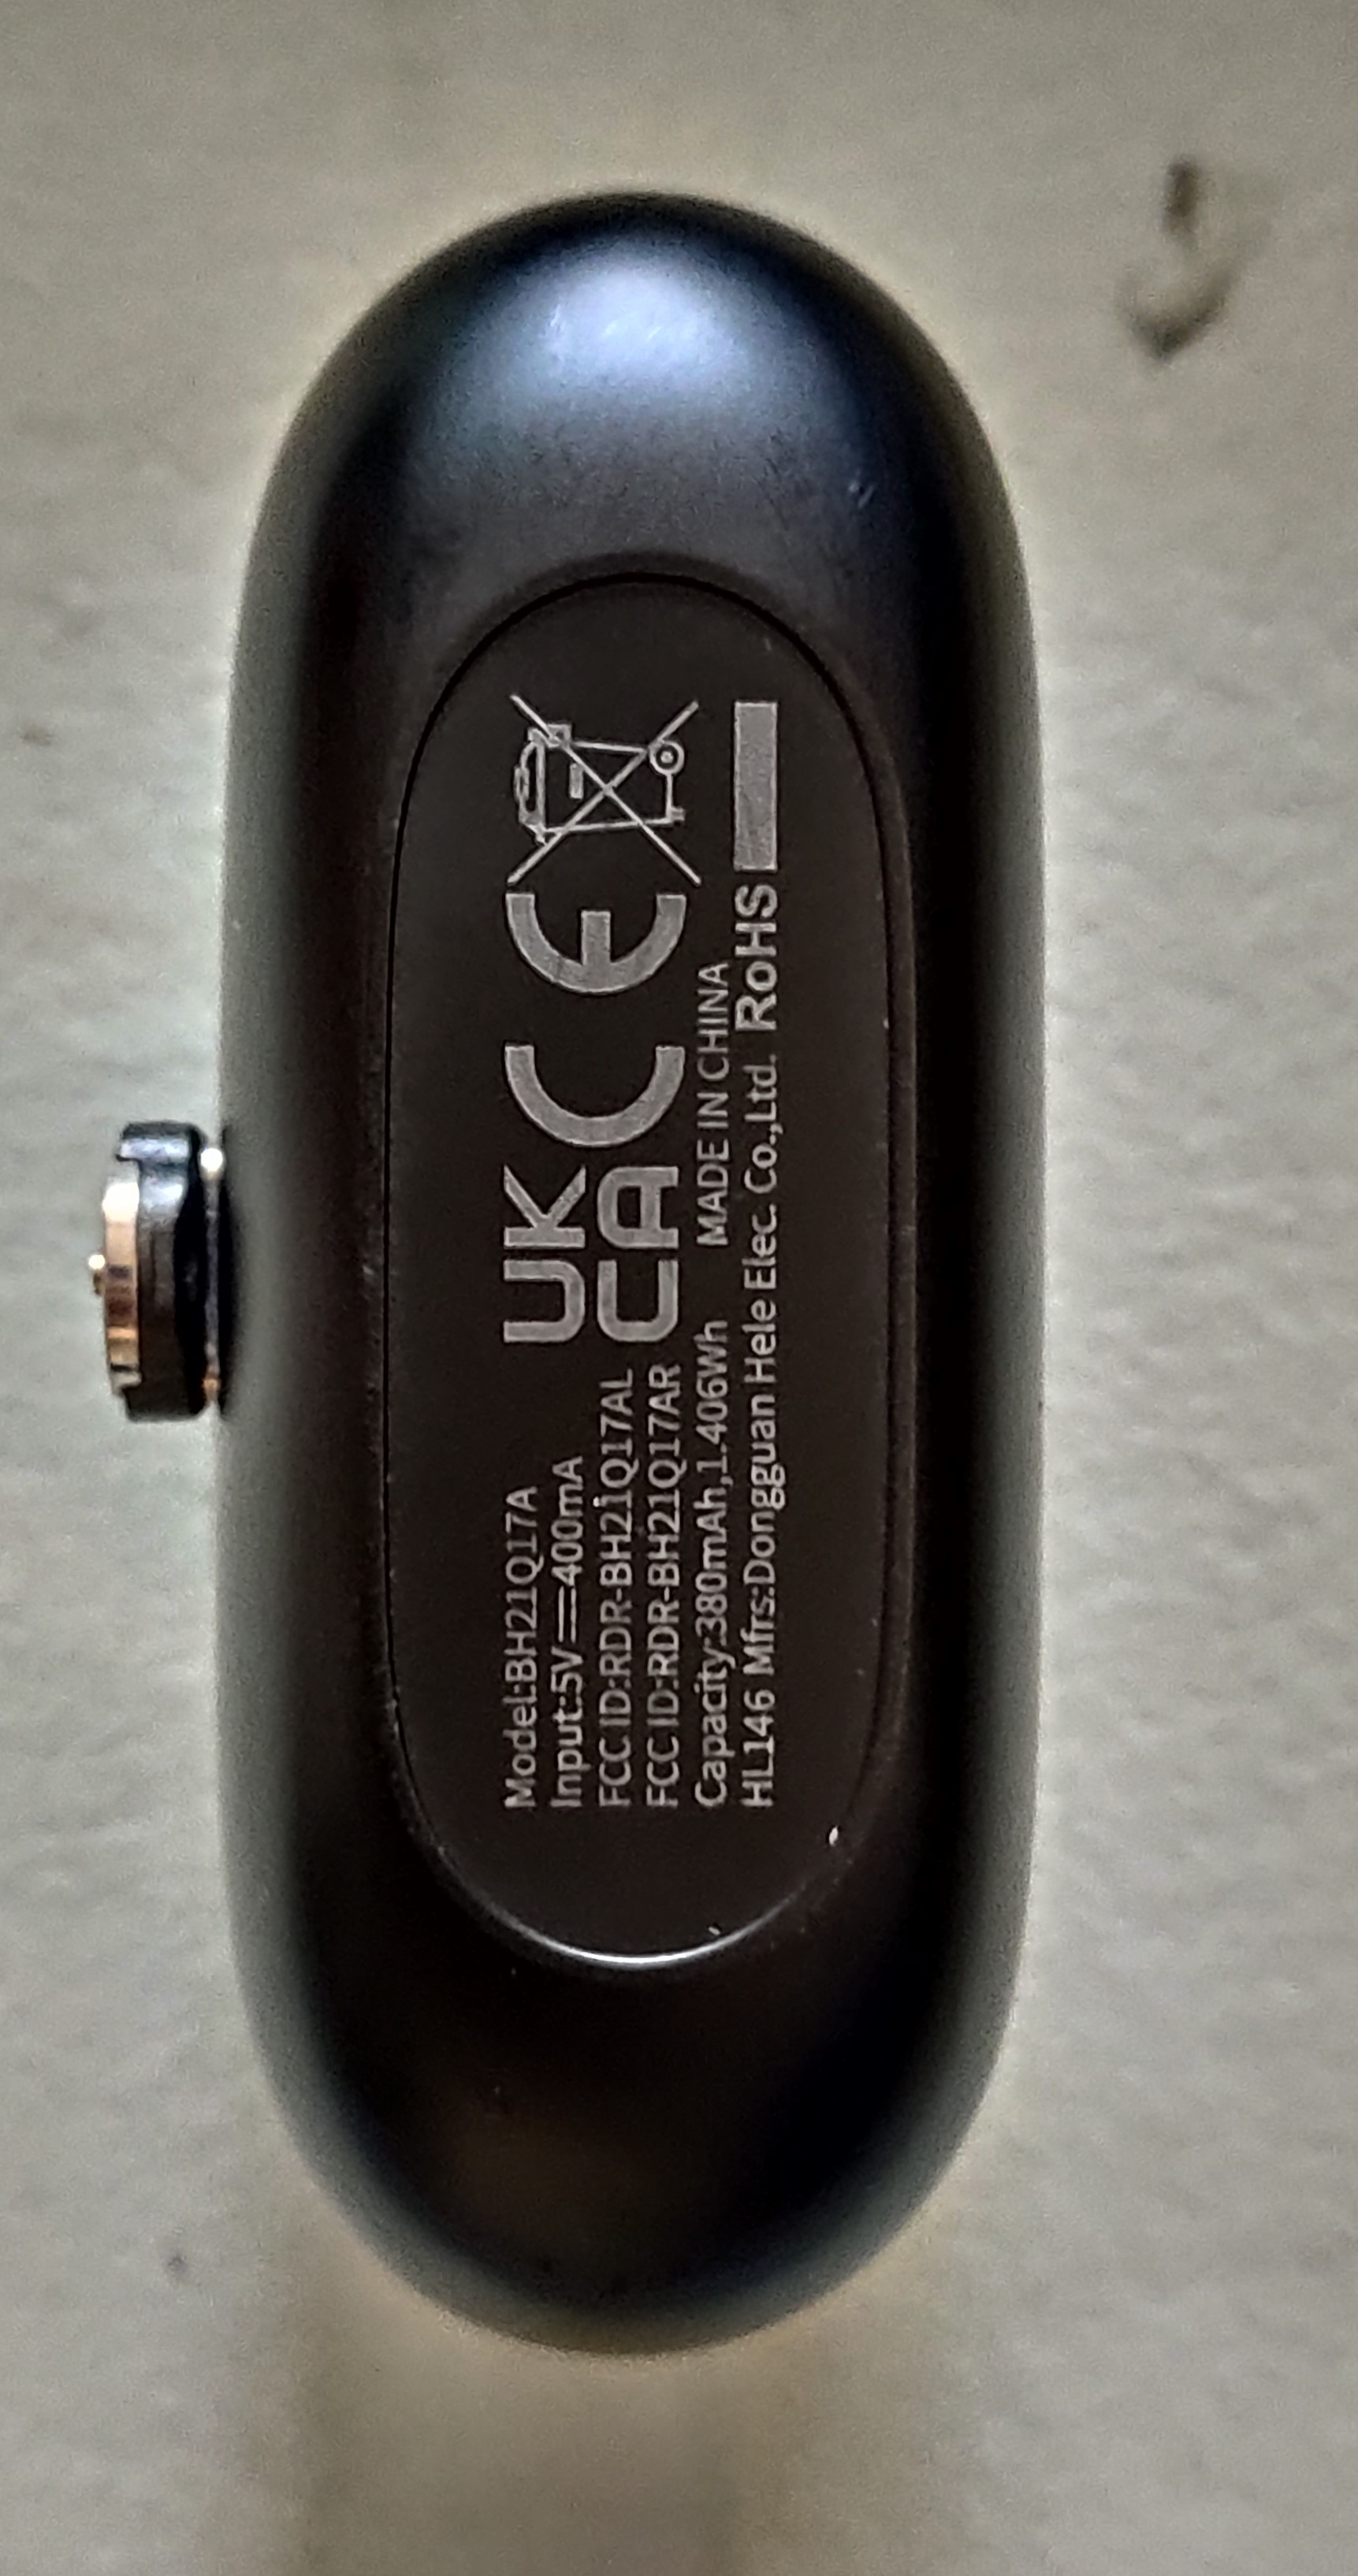 Model:BH21Q17A
Input:5V⎓400mA
FCC ID:RDR-BH21Q17AL
FCC ID:RDR-BH21Q17AR
Capacity:380mAh,1.406Wh MADE IN CHINA
HL146 Mfrs:Dongguan Hele Elec. Co.,Ltd. RoHS
UK
CA
CE